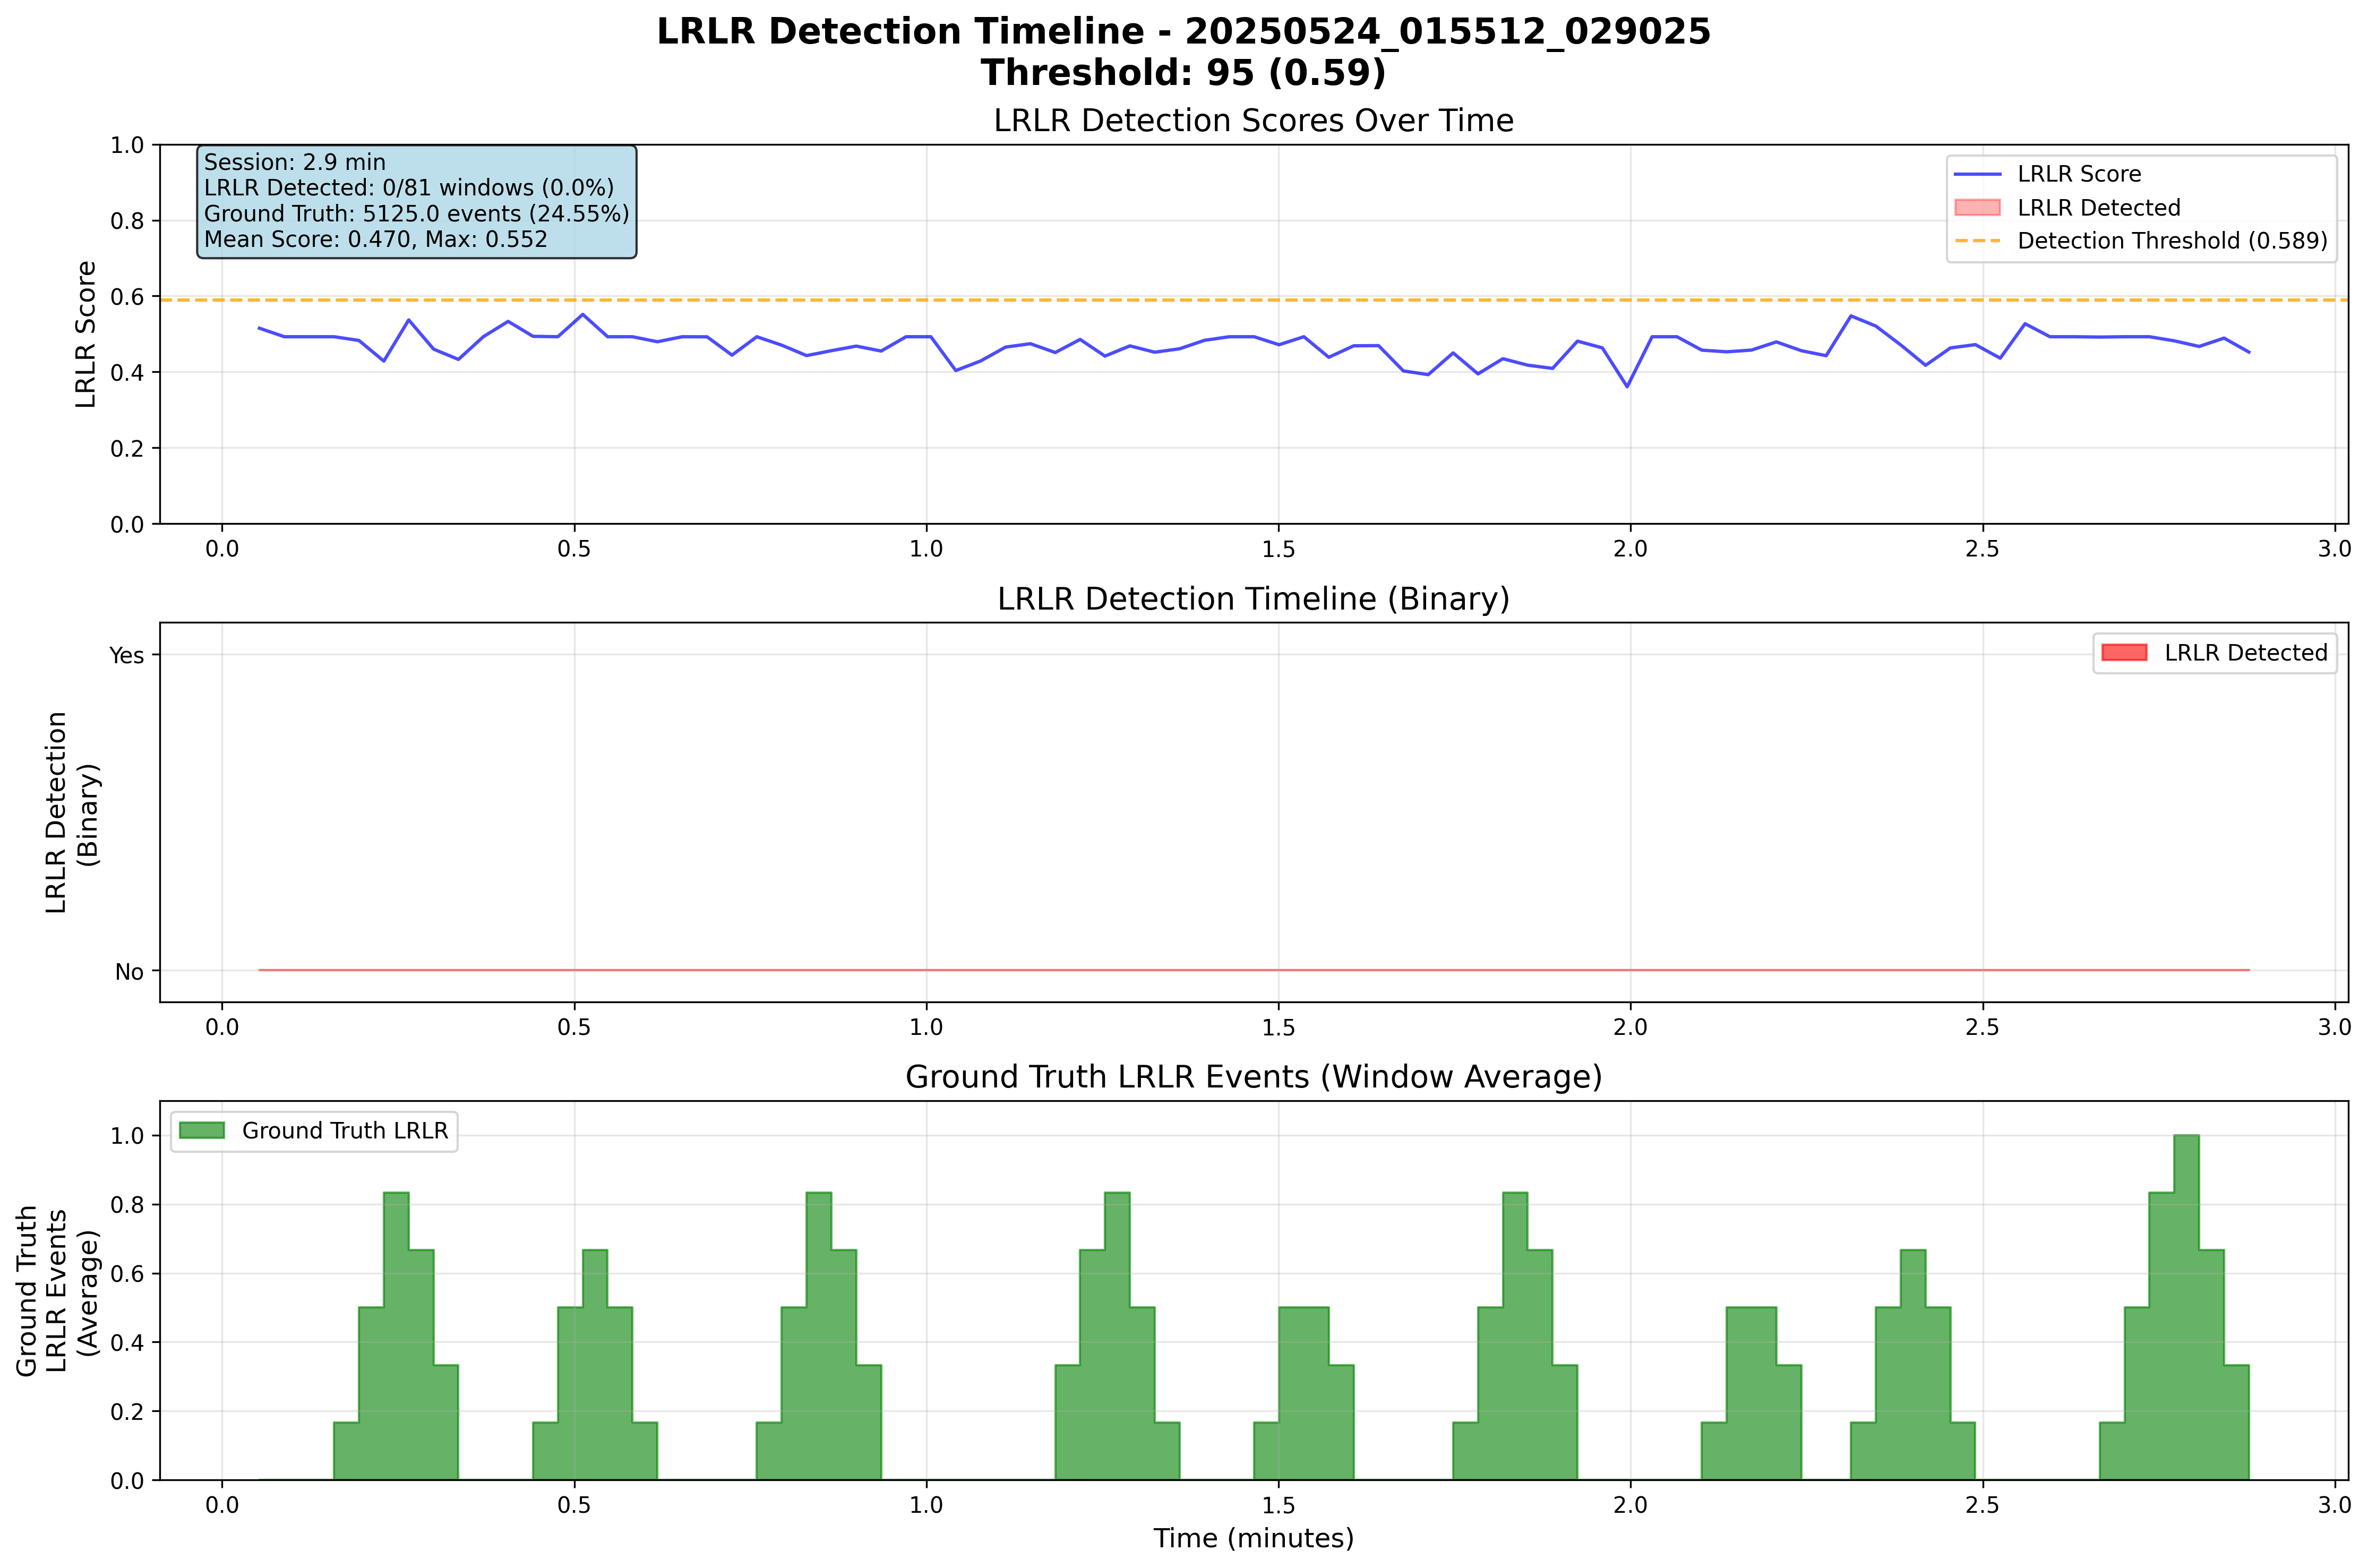 LRLR Detection Timeline - 20250524_015512_029025
Threshold: 95 (0.59)
LRLR Detection Scores Over Time
LRLR Score
1.0
0.8
0.6
0.4
0.2
0.0
Session: 2.9 min
LRLR Detected: 0/81 windows (0.0%)
Ground Truth: 5125.0 events (24.55%)
Mean Score: 0.470, Max: 0.552
LRLR Score
LRLR Detected
Detection Threshold (0.589)
0.0 0.5 1.0 1.5 2.0 2.5 3.0
LRLR Detection Timeline (Binary)
LRLR Detection
(Binary)
Yes
No
LRLR Detected
0.0 0.5 1.0 1.5 2.0 2.5 3.0
Ground Truth LRLR Events (Window Average)
Ground Truth
LRLR Events
(Average)
1.0
0.8
0.6
0.4
0.2
0.0
Ground Truth LRLR
0.0 0.5 1.0 1.5 2.0 2.5 3.0
Time (minutes)